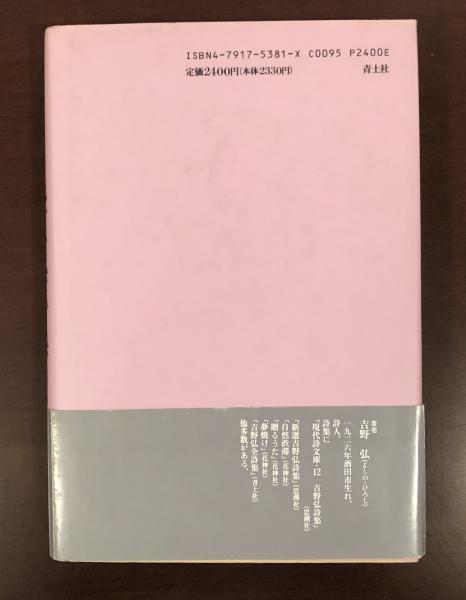 ISBN4-7917-5381-X C0095 P2400E
定価2400円(本体2330円)
青土社
著者
吉野 弘(よしの・ひろし)
一九二六年酒田市生れ。
詩人。
詩集に
『現代詩文庫・12 吉野弘詩集』
(思潮社)
『新選吉野弘詩集』(思潮社)
『自然渋滞』(花神社)
『贈るうた』(花神社)
『夢焼け』(花神社)
『吉野弘全詩集』(青土社)
他多数がある。